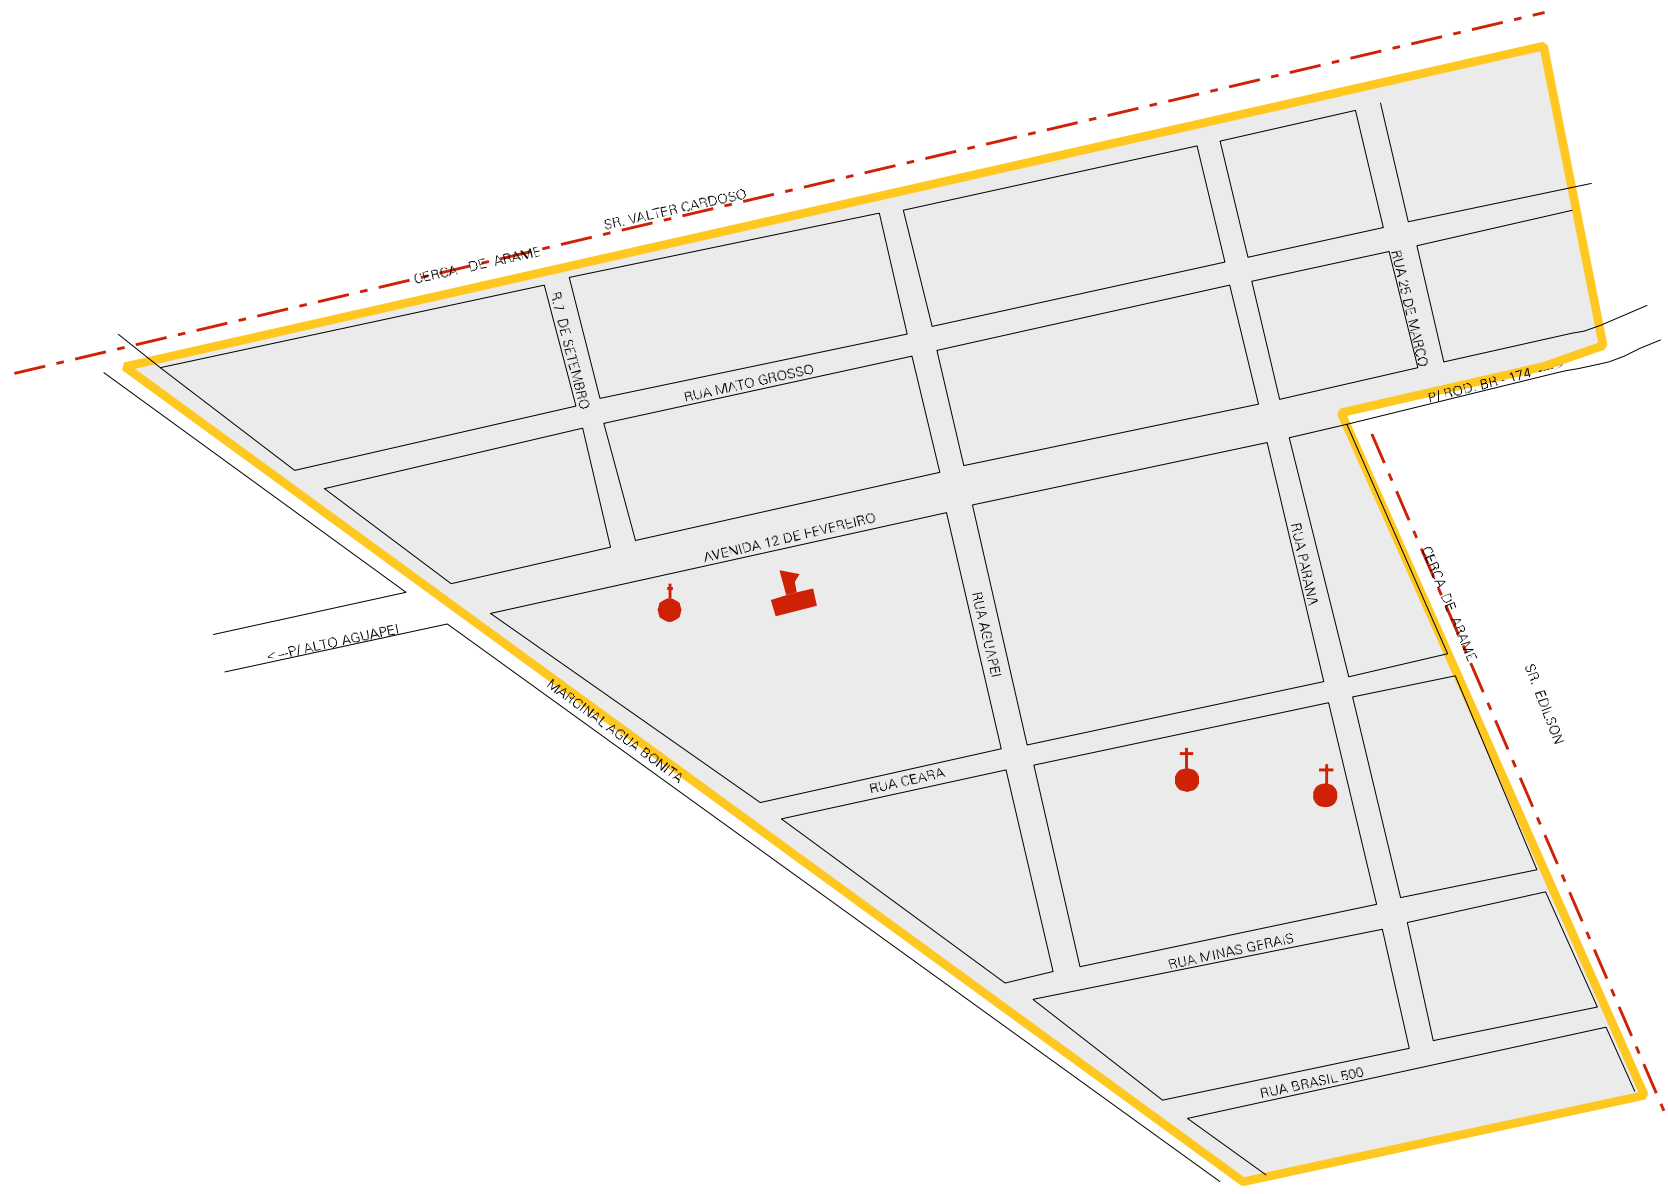 SR. VALTER CARDOSO
CERCA DE ARAME
R.7 DE SETEMBRO
RUA MATO GROSSO
RUA 25 DE MARCO
P/ ROD. BR - 174
AVENIDA 12 DE FEVEREIRO
RUA PARANA
CERCA DE ARAME
RUA AGUAPEI
<--P/ ALTO AGUAPEI
SR. EDILSON
MARGINAL AGUA BONITA
RUA CEARA
RUA MINAS GERAIS
RUA BRASIL 500